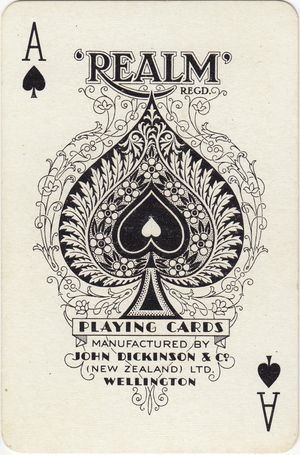 A
'REALM'
REGD.
PLAYING CARDS
MANUFACTURED BY
JOHN DICKINSON & Cº
(NEW ZEALAND) LTD.
WELLINGTON
A